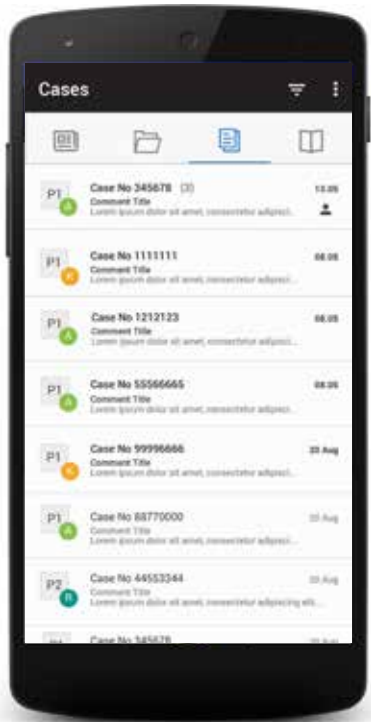 Cases
P1
A
Case No 345678 (3)
13.05
Comment Title
Lorem ipsum dolor sit amet, consectetur adipisci...
P1
K
Case No 1111111
08.05
Comment Title
Lorem ipsum dolor sit amet, consectetur adipisci...
P1
A
Case No 1212123
08.05
Comment Title
Lorem ipsum dolor sit amet, consectetur adipisci...
P1
A
Case No 55566665
08.05
Comment Title
Lorem ipsum dolor sit amet, consectetur adipisci...
P1
K
Case No 99996666
Aug
Comment Title
Lorem ipsum dolor sit amet, consectetur adipisci...
P1
A
Case No 88770000
Aug
Comment Title
Lorem ipsum dolor sit amet, consectetur adipisci...
P2
R
Case No 44553344
Aug
Comment Title
Lorem ipsum dolor sit amet, consectetur adipiscing elit...
Case No 345678